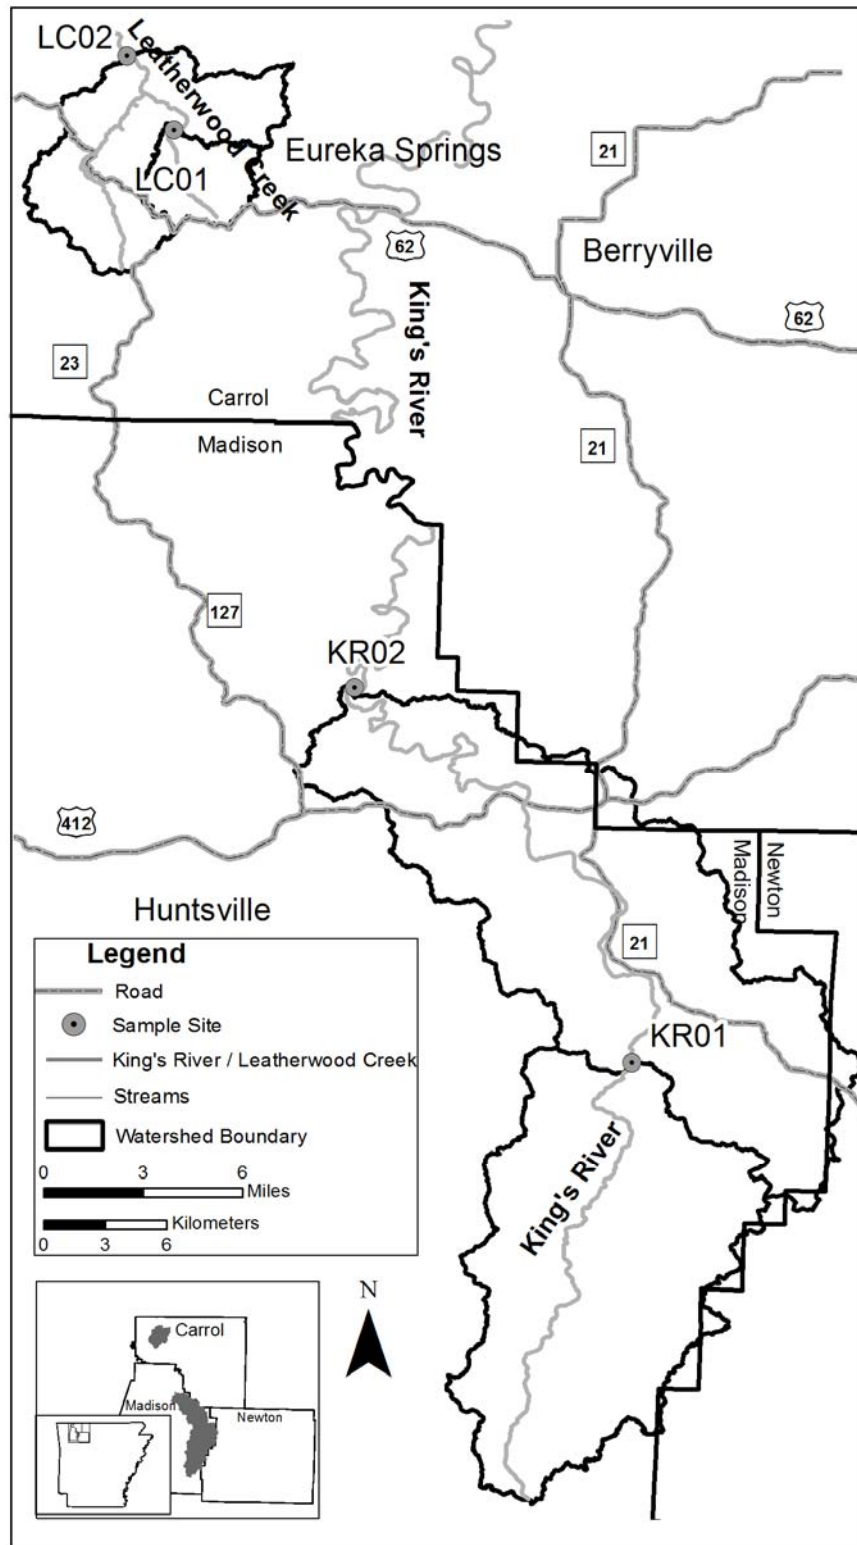 LC02
Leatherwood Creek
LC01
Eureka Springs
21
Berryville
62
62
King's River
23
Carrol
Madison
21
127
KR02
412
Madison
Newton
Huntsville
21
KR01
King's River
Legend
Road
Sample Site
King's River / Leatherwood Creek
Streams
Watershed Boundary
0 3 6
Miles
Kilometers
0 3 6
N
Carrol
Madison
Newton